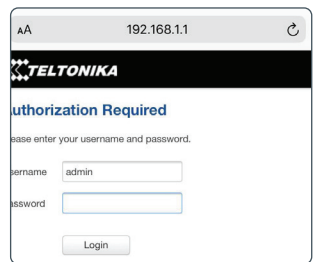 AA 192.168.1.1
TELTONIKA
uthorization Required
ease enter your username and password.
sername admin
assword
Login